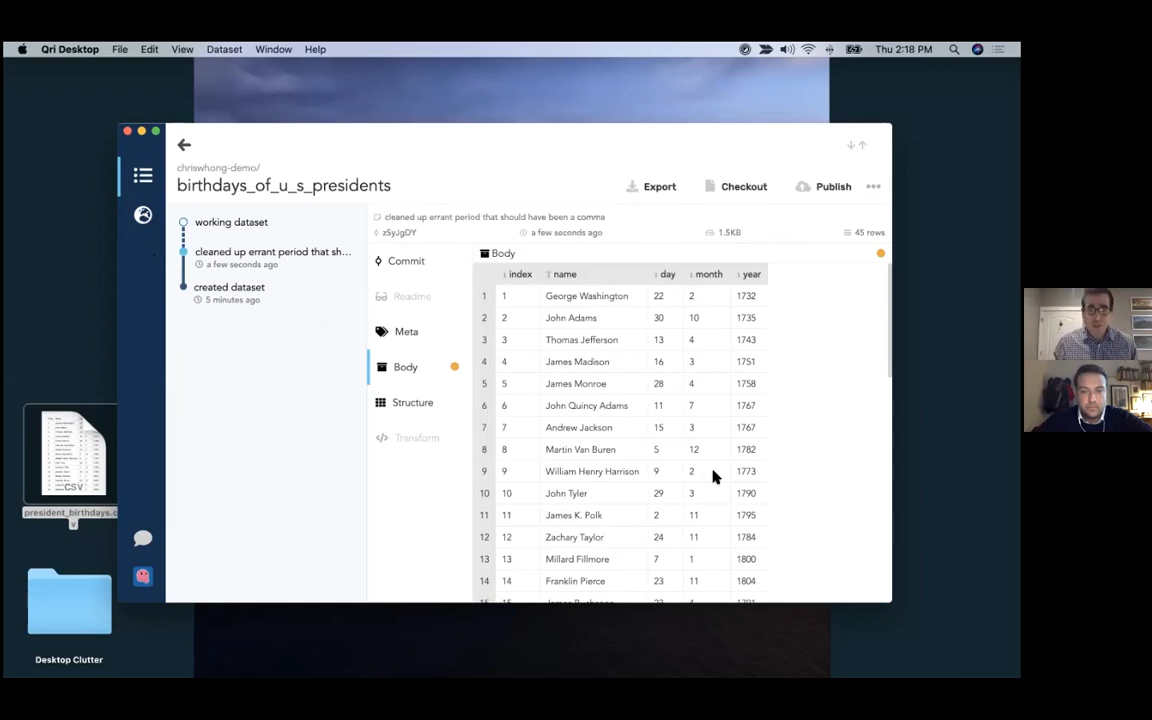 Qri Desktop File Edit View Dataset Window Help Thu 2:18 PM
chriswhong-demo/
birthdays_of_u_s_presidents
Export Checkout Publish
working dataset
cleaned up errant period that sh...
a few seconds ago
created dataset
5 minutes ago
cleaned up errant period that should have been a comma
zSyJgDY a few seconds ago 1.5KB 45 rows
Commit
Readme
Meta
Body
Structure
Transform
Body
index name day month year
1 1 George Washington 22 2 1732
2 2 John Adams 30 10 1735
3 3 Thomas Jefferson 13 4 1743
4 4 James Madison 16 3 1751
5 5 James Monroe 28 4 1758
6 6 John Quincy Adams 11 7 1767
7 7 Andrew Jackson 15 3 1767
8 8 Martin Van Buren 5 12 1782
9 9 William Henry Harrison 9 2 1773
10 10 John Tyler 29 3 1790
11 11 James K. Polk 2 11 1795
12 12 Zachary Taylor 24 11 1784
13 13 Millard Fillmore 7 1 1800
14 14 Franklin Pierce 23 11 1804
15 15 James Buchanan 23 4 1791
CSV
president_birthdays.c
v
Desktop Clutter